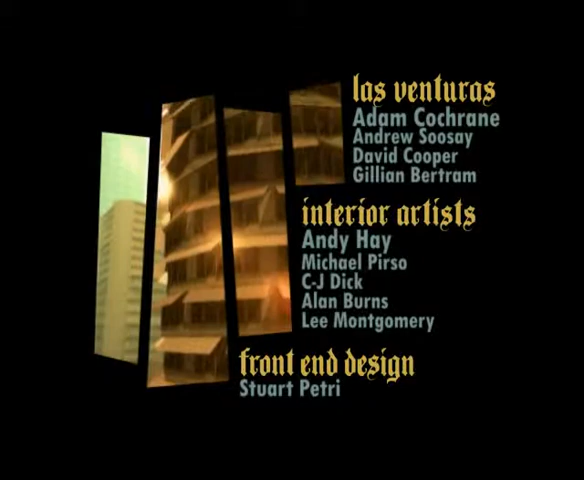 las venturas
Adam Cochrane
Andrew Soosay
David Cooper
Gillian Bertram
interior artists
Andy Hay
Michael Pirso
C-J Dick
Alan Burns
Lee Montgomery
front end design
Stuart Petri